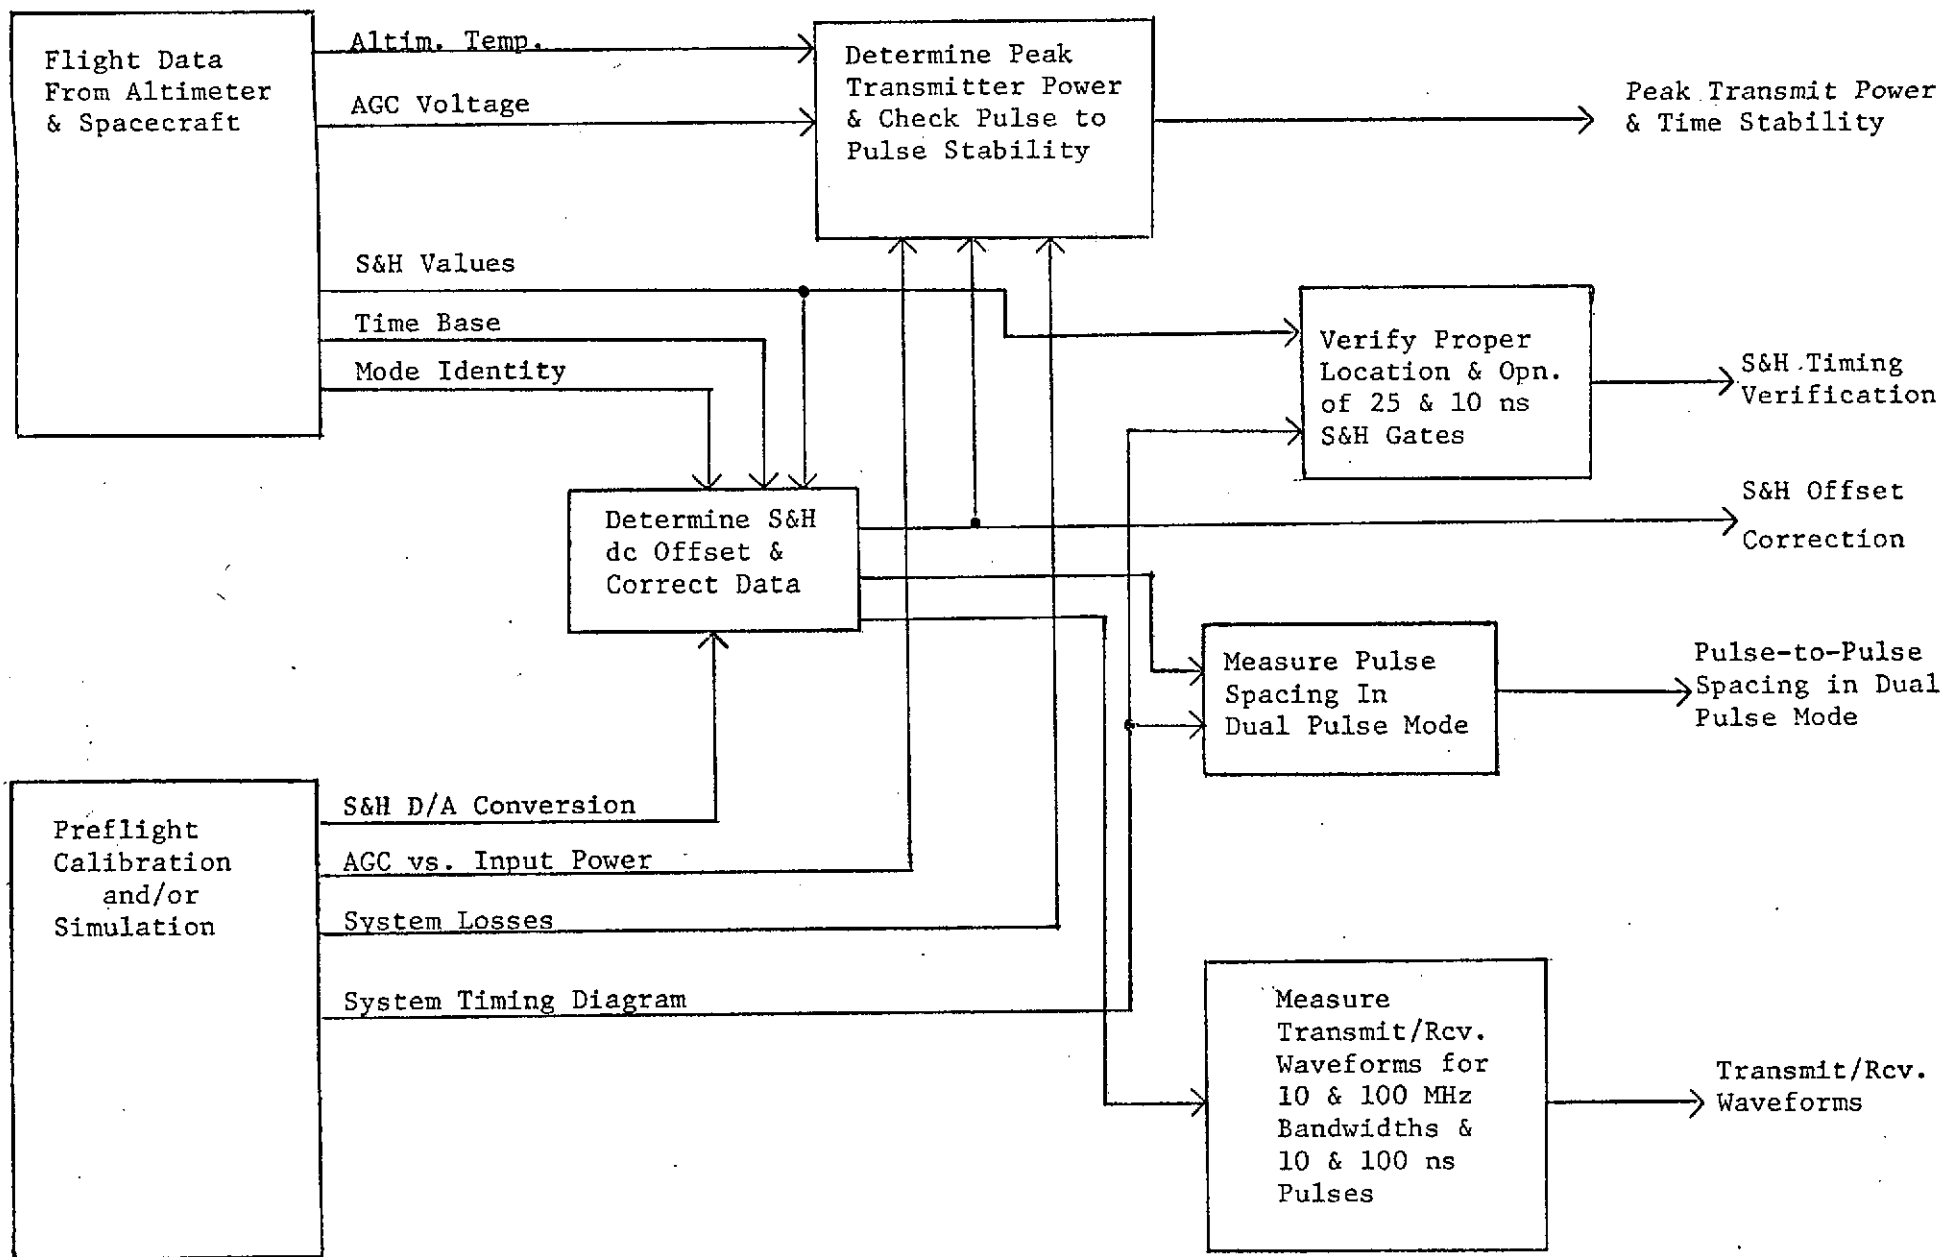 Flight Data
From Altimeter
& Spacecraft
Altim. Temp.
AGC Voltage
S&H Values
Time Base
Mode Identity
Determine Peak
Transmitter Power
& Check Pulse to
Pulse Stability
Peak Transmit Power
& Time Stability
Verify Proper
Location & Opn.
of 25 & 10 ns
S&H Gates
S&H Timing
Verification
Determine S&H
dc Offset &
Correct Data
S&H Offset
Correction
Measure Pulse
Spacing In
Dual Pulse Mode
Pulse-to-Pulse
Spacing in Dual
Pulse Mode
Preflight
Calibration
and/or
Simulation
S&H D/A Conversion
AGC vs. Input Power
System Losses
System Timing Diagram
Measure
Transmit/Rcv.
Waveforms for
10 & 100 MHz
Bandwidths &
10 & 100 ns
Pulses
Transmit/Rcv.
Waveforms